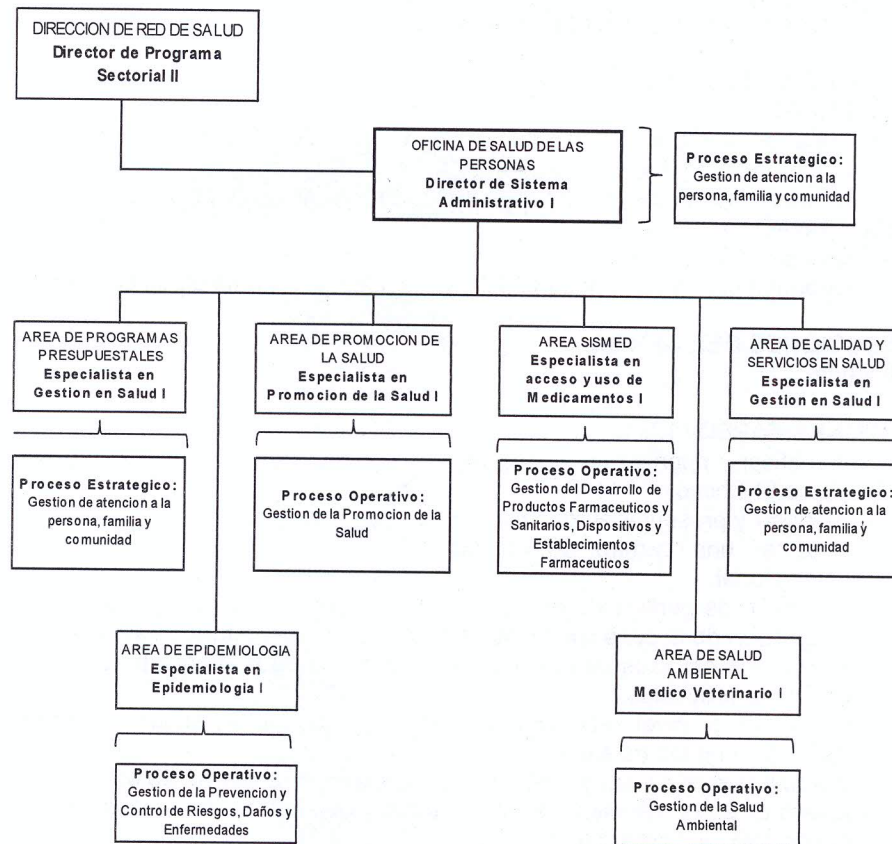 DIRECCION DE RED DE SALUD
Director de Programa
Sectorial II
OFICINA DE SALUD DE LAS
PERSONAS
Director de Sistema
Administrativo I
Proceso Estrategico:
Gestion de atencion a la
persona, familia y comunidad
AREA DE PROGRAMAS
PRESUPUESTALES
Especialista en
Gestion en Salud I
AREA DE PROMOCION DE
LA SALUD
Especialista en
Promocion de la Salud I
AREA SISMED
Especialista en
acceso y uso de
Medicamentos I
AREA DE CALIDAD Y
SERVICIOS EN SALUD
Especialista en
Gestion en Salud I
Proceso Estrategico:
Gestion de atencion a la
persona, familia y
comunidad
Proceso Operativo:
Gestion de la Promocion de la
Salud
Proceso Operativo:
Gestion del Desarrollo de
Productos Farmaceuticos y
Sanitarios, Dispositivos y
Establecimientos
Farmaceuticos
Proceso Estrategico:
Gestion de atencion a la
persona, familia y
comunidad
AREA DE EPIDEMIOLOGIA
Especialista en
Epidemiologia I
AREA DE SALUD
AMBIENTAL
Medico Veterinario I
Proceso Operativo:
Gestion de la Prevencion y
Control de Riesgos, Daños y
Enfermedades
Proceso Operativo:
Gestion de la Salud
Ambiental